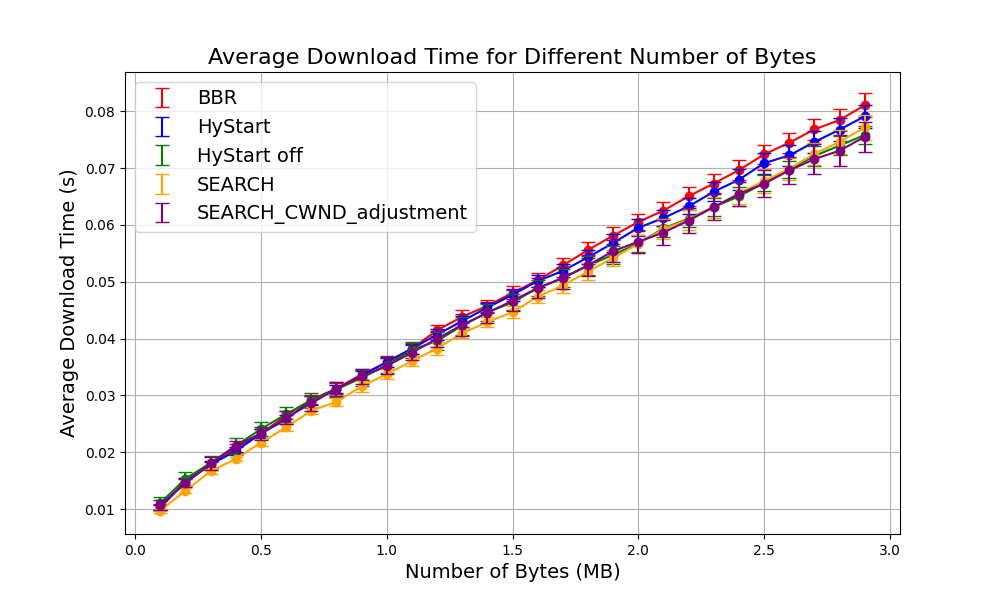 Average Download Time for Different Number of Bytes
BBR
HyStart
HyStart off
SEARCH
SEARCH_CWND_adjustment
Average Download Time (s)
0.08
0.07
0.06
0.05
0.04
0.03
0.02
0.01
0.0 0.5 1.0 1.5 2.0 2.5 3.0
Number of Bytes (MB)